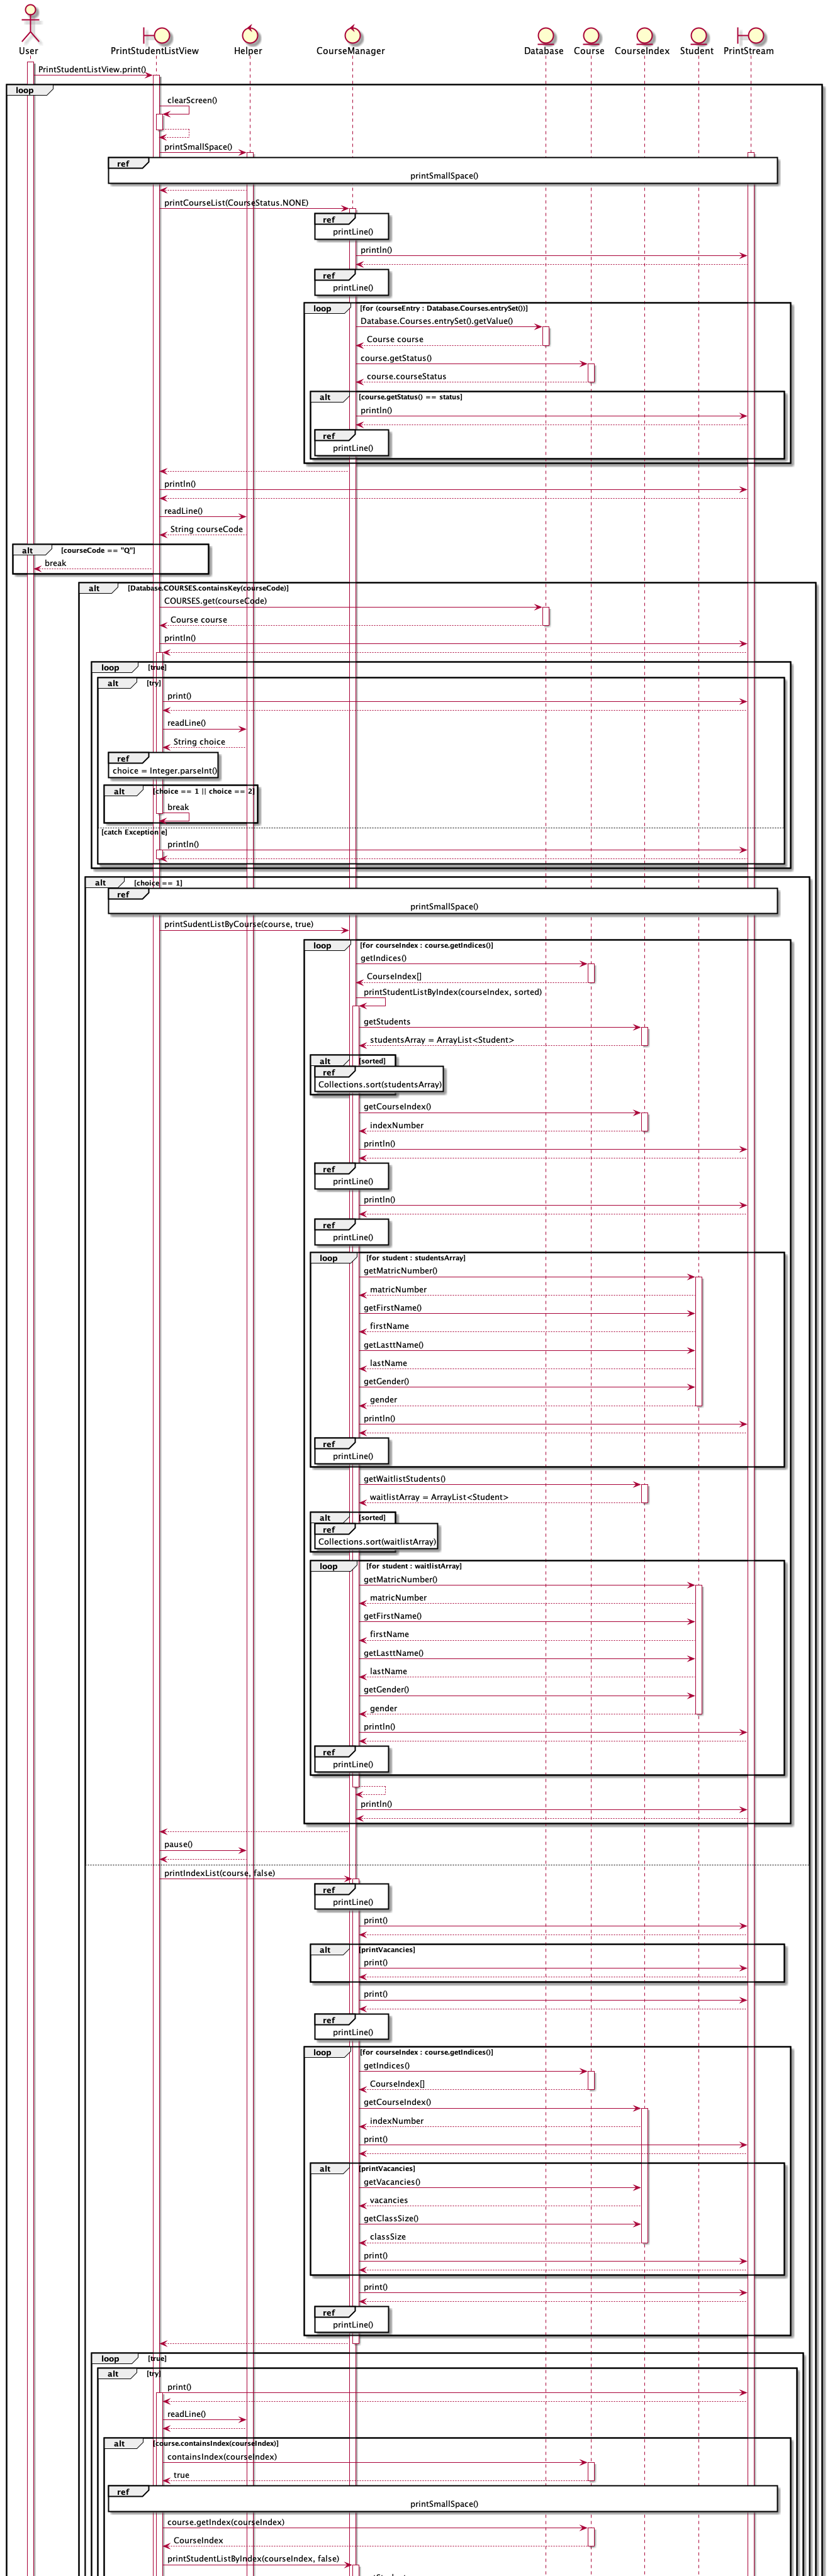 User
PrintStudentListView
Helper
CourseManager
Database
Course
CourseIndex
Student
PrintStream
PrintStudentListView.print()
loop
clearScreen()
printSmallSpace()
ref
printSmallSpace()
printCourseList(CourseStatus.NONE)
ref
printLine()
println()
ref
printLine()
loop [for (courseEntry : Database.Courses.entrySet())]
Database.Courses.entrySet().getValue()
Course course
course.getStatus()
course.courseStatus
alt [course.getStatus() == status]
println()
ref
printLine()
println()
readLine()
String courseCode
alt [courseCode == "Q"]
break
alt [Database.COURSES.containsKey(courseCode)]
COURSES.get(courseCode)
Course course
println()
loop [true]
alt [try]
print()
readLine()
String choice
ref
choice = Integer.parseInt()
alt [choice == 1 || choice == 2]
break
[catch Exception e]
println()
alt [choice == 1]
ref
printSmallSpace()
printSudentListByCourse(course, true)
loop [for courseIndex : course.getIndices()]
getIndices()
CourseIndex[]
printStudentListByIndex(courseIndex, sorted)
getStudents
studentsArray = ArrayList<Student>
alt [sorted]
ref
Collections.sort(studentsArray)
getCourseIndex()
indexNumber
println()
ref
printLine()
println()
ref
printLine()
loop [for student : studentsArray]
getMatricNumber()
matricNumber
getFirstName()
firstName
getLasttName()
lastName
getGender()
gender
println()
ref
printLine()
getWaitlistStudents()
waitlistArray = ArrayList<Student>
alt [sorted]
ref
Collections.sort(waitlistArray)
loop [for student : waitlistArray]
getMatricNumber()
matricNumber
getFirstName()
firstName
getLasttName()
lastName
getGender()
gender
println()
ref
printLine()
println()
pause()
printIndexList(course, false)
ref
printLine()
print()
alt [printVacancies]
print()
print()
ref
printLine()
loop [for courseIndex : course.getIndices()]
getIndices()
CourseIndex[]
getCourseIndex()
indexNumber
print()
alt [printVacancies]
getVacancies()
vacancies
getClassSize()
classSize
print()
print()
ref
printLine()
loop [true]
alt [try]
print()
readLine()
alt [course.containsIndex(courseIndex)]
containsIndex(courseIndex)
true
ref
printSmallSpace()
course.getIndex(courseIndex)
CourseIndex
printStudentListByIndex(courseIndex, false)